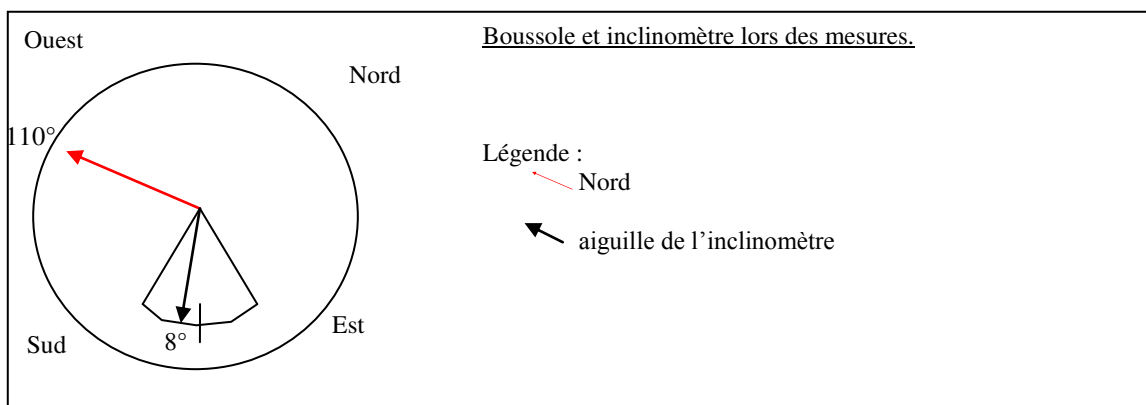 Boussole et inclinomètre lors des mesures.
Ouest
Nord
110°
Légende :
Nord
aiguille de l'inclinomètre
Est
Sud
8°